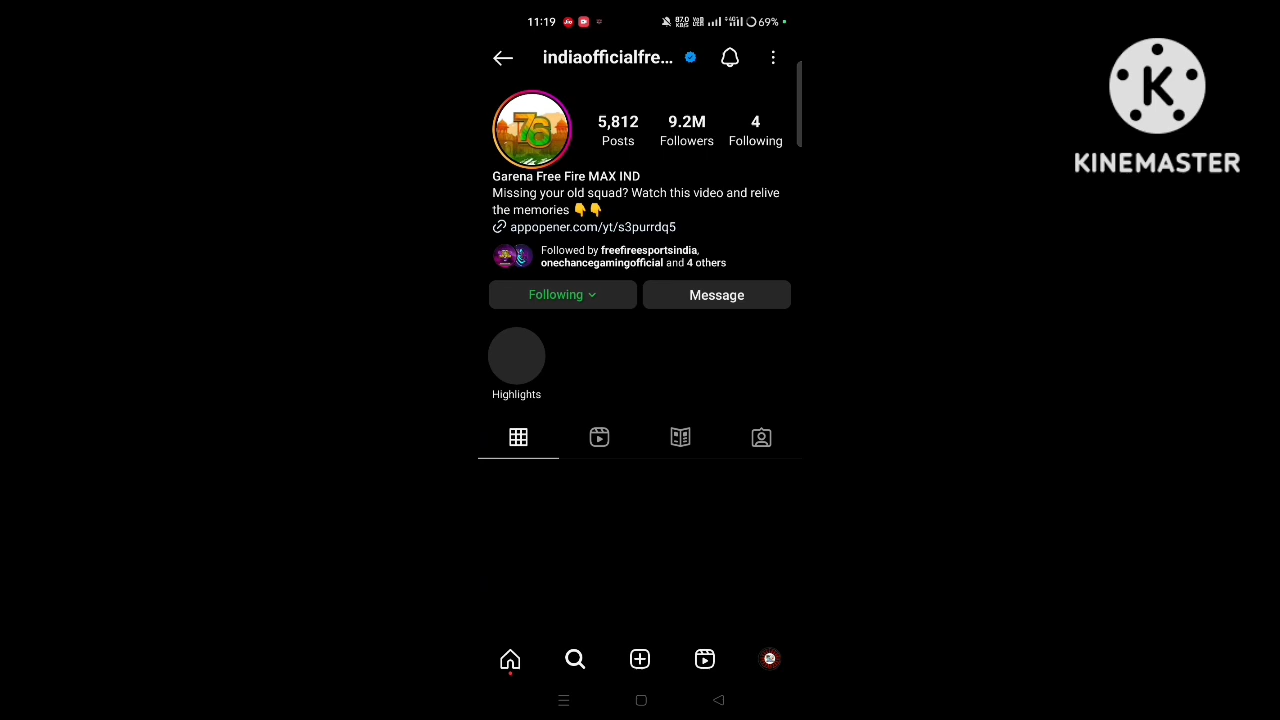 11:19
69%
indiaofficialfre...
76
5,812
9.2M
4
Posts
Followers
Following
Garena Free Fire MAX IND
Missing your old squad? Watch this video and relive
the memories 👇👇
appopener.com/yt/s3purrdq5
Followed by freefireesportsindia,
onechancegamingofficial and 4 others
Following
Message
Highlights
K
KINEMASTER